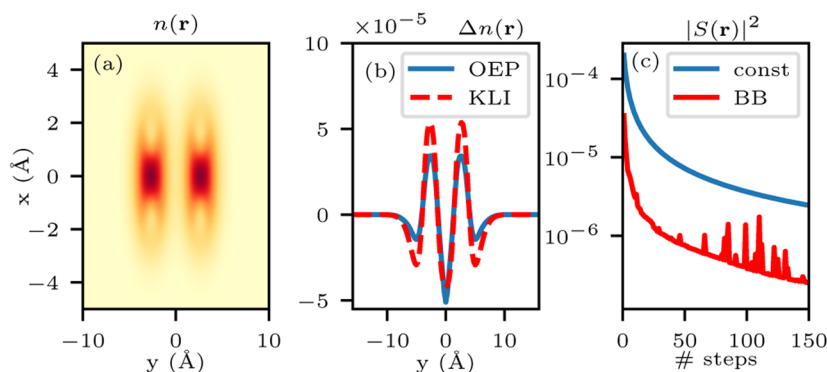 n(r)
(a)
4
2
0
−2
−4
x (Å)
−10
0
10
y (Å)
×10⁻⁵
Δn(r)
(b)
OEP
KLI
10
5
0
−5
−10
0
10
y (Å)
|S(r)|²
(c)
const
BB
10⁻⁴
10⁻⁵
10⁻⁶
0
50
100
150
# steps